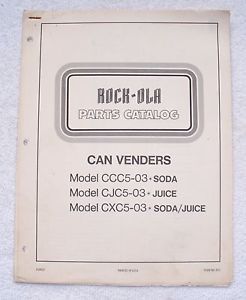 ROCK-OLA
PARTS CATALOG
CAN VENDERS
Model CCC5-03 • SODA
Model CJC5-03 • JUICE
Model CXC5-03 • SODA/JUICE